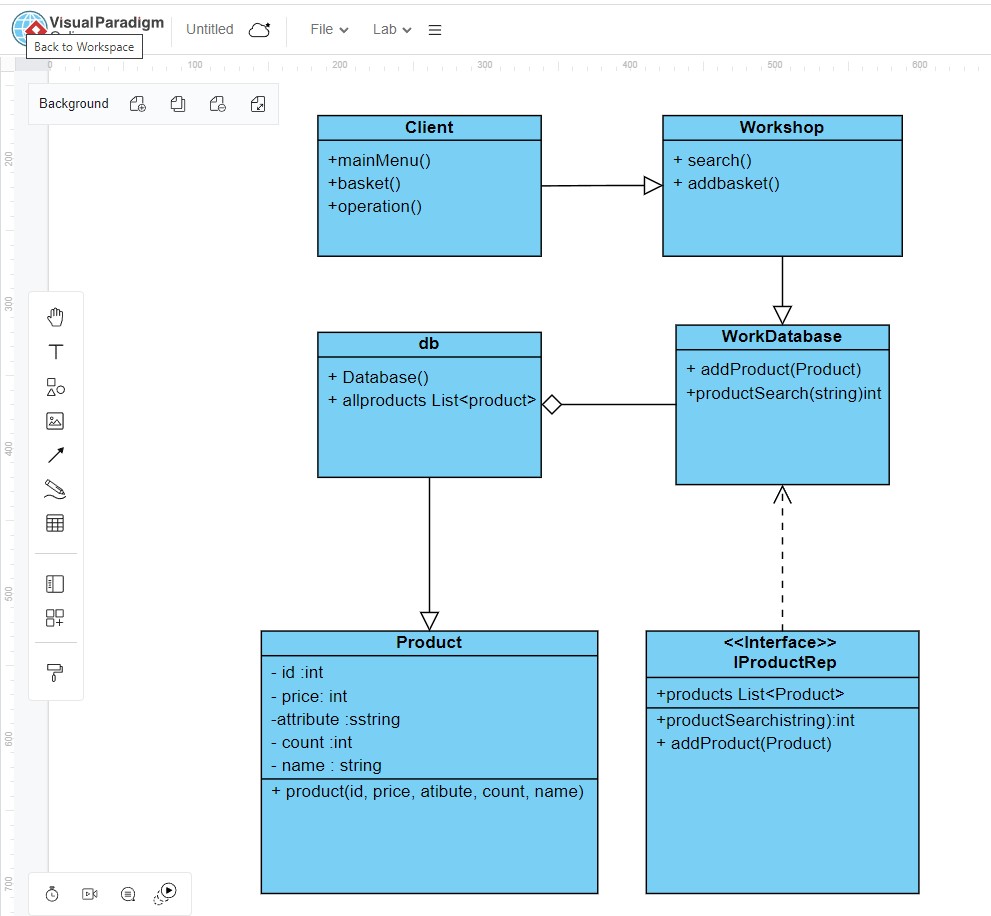 VisualParadigm
Back to Workspace
Untitled
File
Lab
0 100 200 300 400 500 600
Background
200
300
400
500
600
700
Client
+mainMenu()
+basket()
+operation()
Workshop
+ search()
+ addbasket()
db
+ Database()
+ allproducts List<product>
WorkDatabase
+ addProduct(Product)
+productSearch(string)int
Product
- id :int
- price: int
-attribute :sstring
- count :int
- name : string
+ product(id, price, atibute, count, name)
<<Interface>>
IProductRep
+products List<Product>
+productSearchistring):int
+ addProduct(Product)